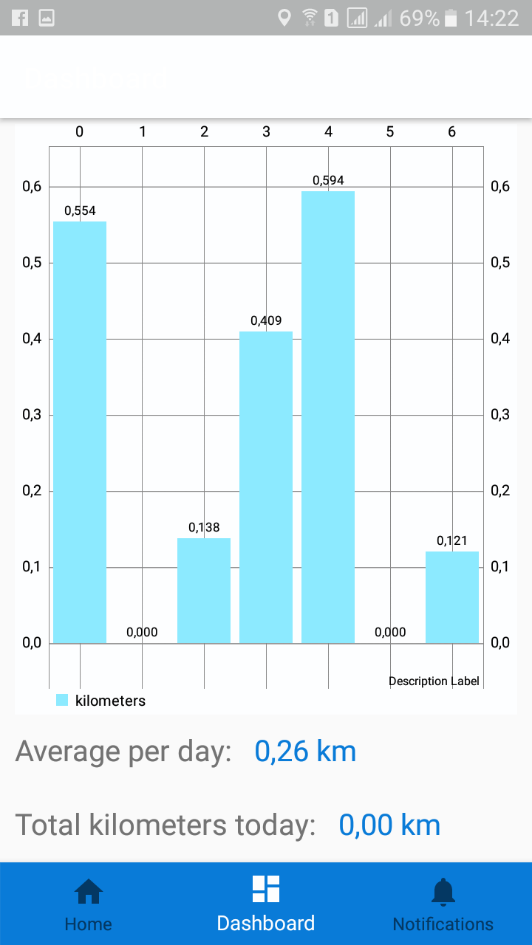 69% 14:22
0 1 2 3 4 5 6
0,6 0,594 0,6
0,554
0,5 0,5
0,409
0,4 0,4
0,3 0,3
0,2 0,2
0,138 0,121
0,1 0,1
0,000 0,000
0,0 0,0
Description Label
kilometers
Average per day: 0,26 km
Total kilometers today: 0,00 km
Home Dashboard Notifications